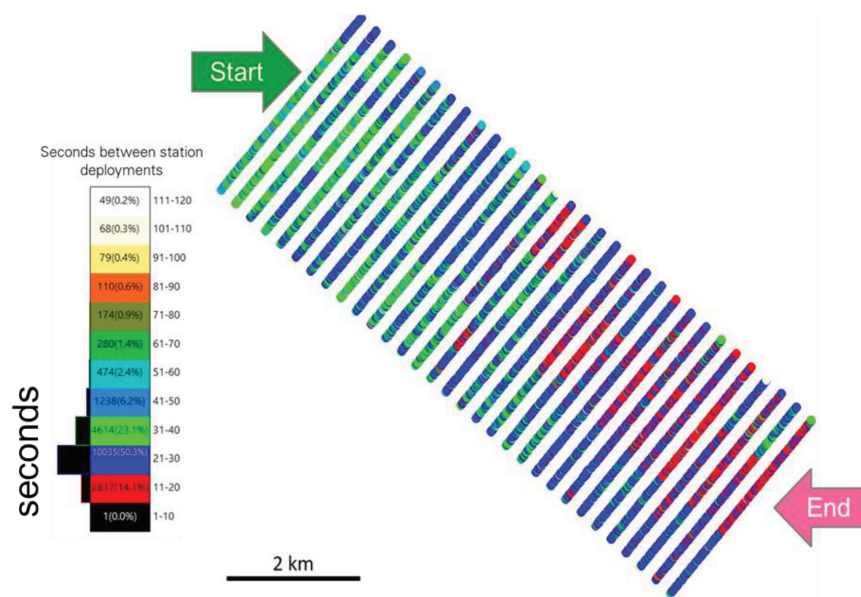 Start
Seconds between station
deployments
49(0.2%) 111-120
68(0.3%) 101-110
79(0.4%) 91-100
110(0.6%) 81-90
174(0.9%) 71-80
280(1.4%) 61-70
474(2.4%) 51-60
1238(6.2%) 41-50
4614(23.1%) 31-40
10035(50.3%) 21-30
2817(14.1%) 11-20
1(0.0%) 1-10
seconds
End
2 km